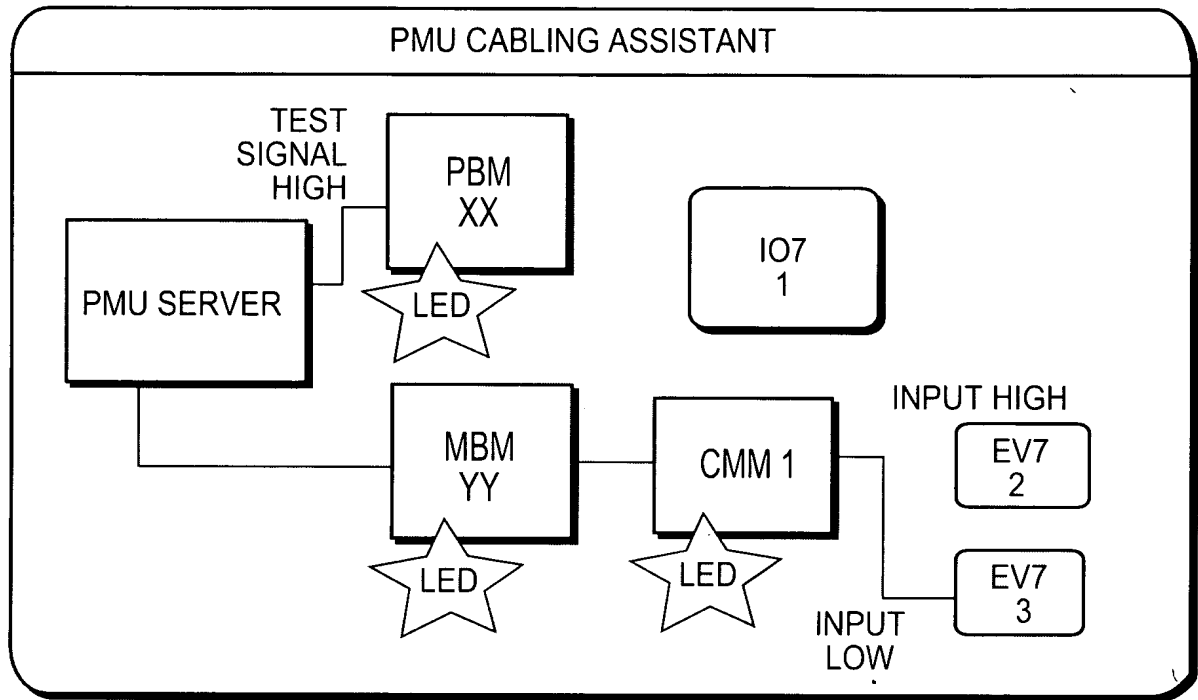 PMU CABLING ASSISTANT
TEST
SIGNAL
HIGH
PBM
XX
LED
PMU SERVER
IO7
1
MBM
YY
LED
CMM 1
LED
INPUT HIGH
EV7
2
EV7
3
INPUT
LOW